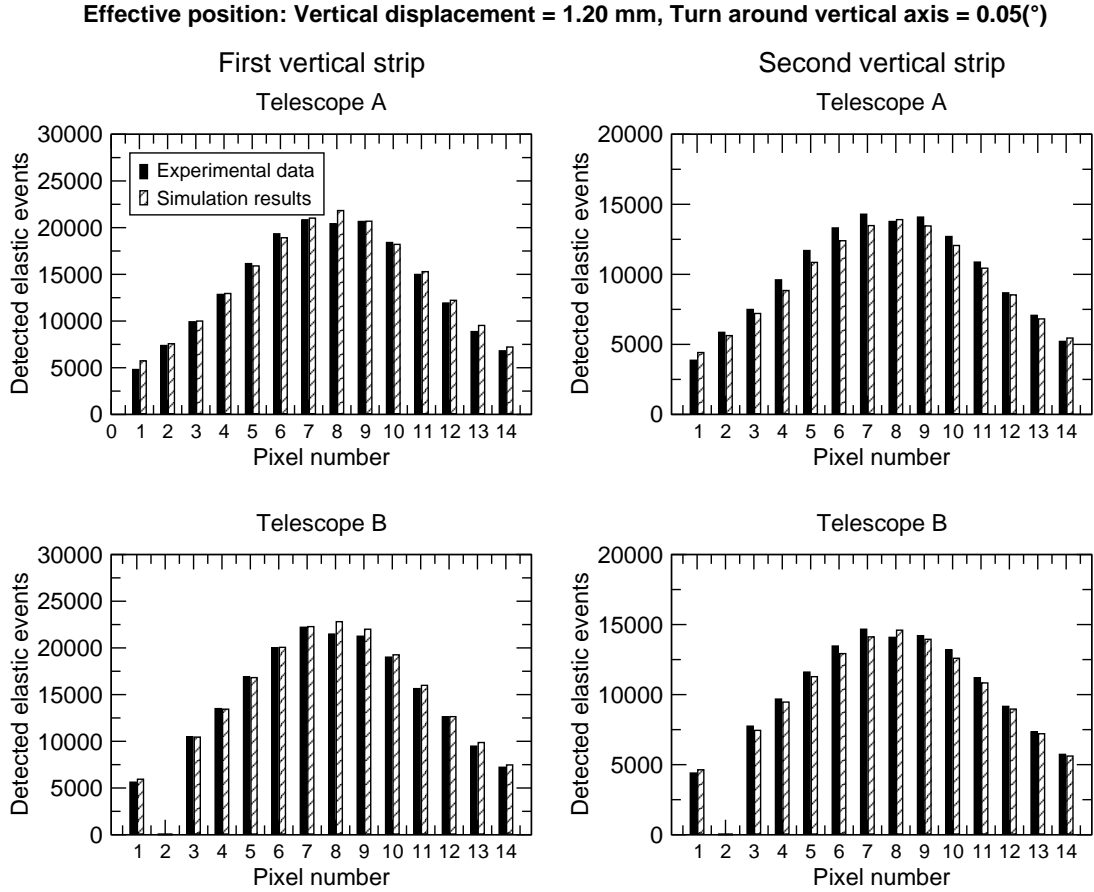 Effective position: Vertical displacement = 1.20 mm, Turn around vertical axis = 0.05(°)
First vertical strip
Telescope A
Detected elastic events
30000
25000
20000
15000
10000
5000
0
Experimental data
Simulation results
0 1 2 3 4 5 6 7 8 9 10 11 12 13 14
Pixel number
Second vertical strip
Telescope A
Detected elastic events
20000
15000
10000
5000
0
1 2 3 4 5 6 7 8 9 10 11 12 13 14
Pixel number
Telescope B
Detected elastic events
30000
25000
20000
15000
10000
5000
0
1 2 3 4 5 6 7 8 9 10 11 12 13 14
Pixel number
Telescope B
Detected elastic events
20000
15000
10000
5000
0
1 2 3 4 5 6 7 8 9 10 11 12 13 14
Pixel number